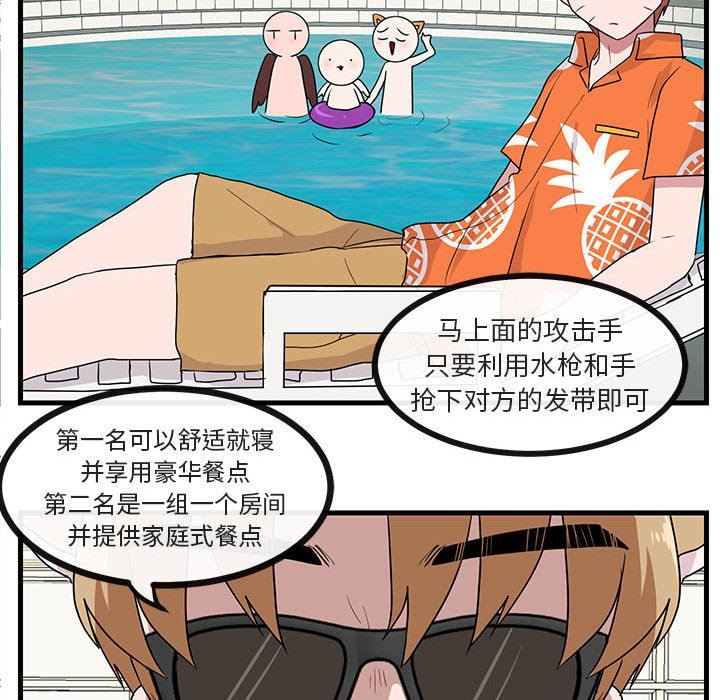 马上面的攻击手
只要利用水枪和手
抢下对方的发带即可
第一名可以舒适就寝
并享用豪华餐点
第二名是一组一个房间
并提供家庭式餐点